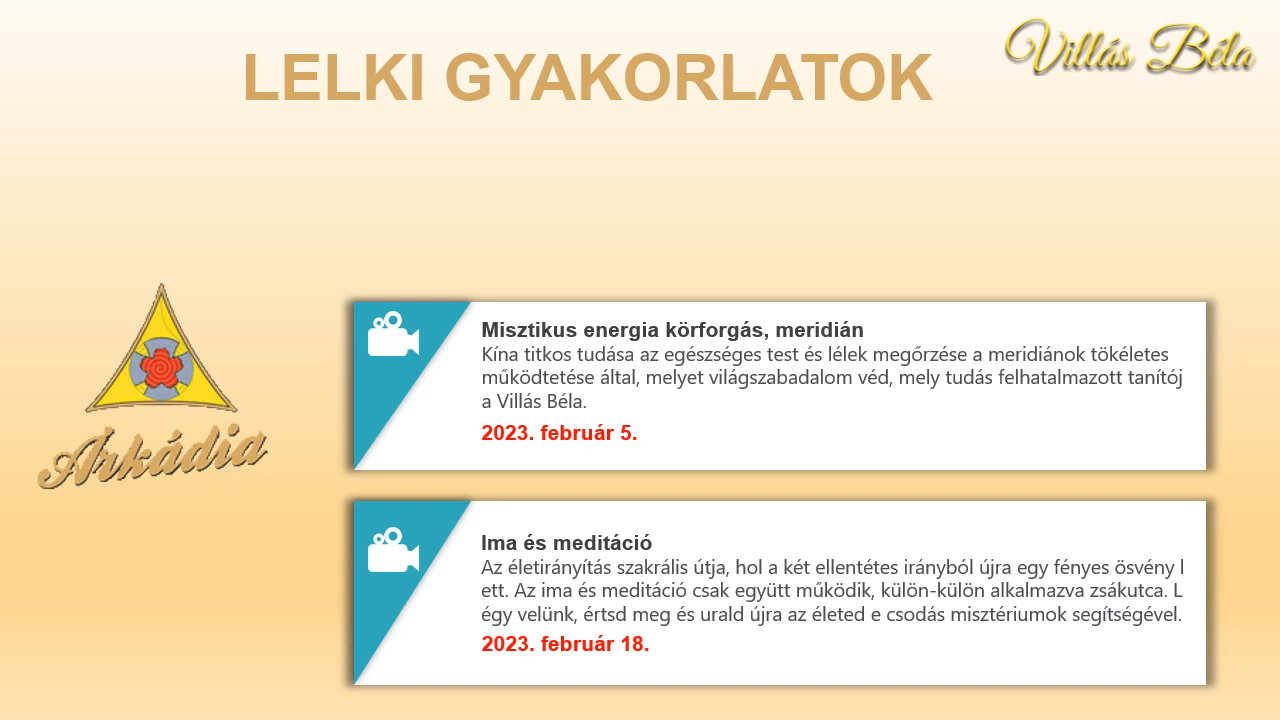 LELKI GYAKORLATOK
Villás Béla
Árkádia
Misztikus energia körforgás, meridián
Kína titkos tudása az egészséges test és lélek megőrzése a meridiánok tökéletes
működtetése által, melyet világszabadalom véd, mely tudás felhatalmazott tanítój
a Villás Béla.
2023. február 5.
Ima és meditáció
Az életirányítás szakrális útja, hol a két ellentétes irányból újra egy fényes ösvény l
ett. Az ima és meditáció csak együtt működik, külön-külön alkalmazva zsákutca. L
égy velünk, értsd meg és urald újra az életed e csodás misztériumok segítségével.
2023. február 18.